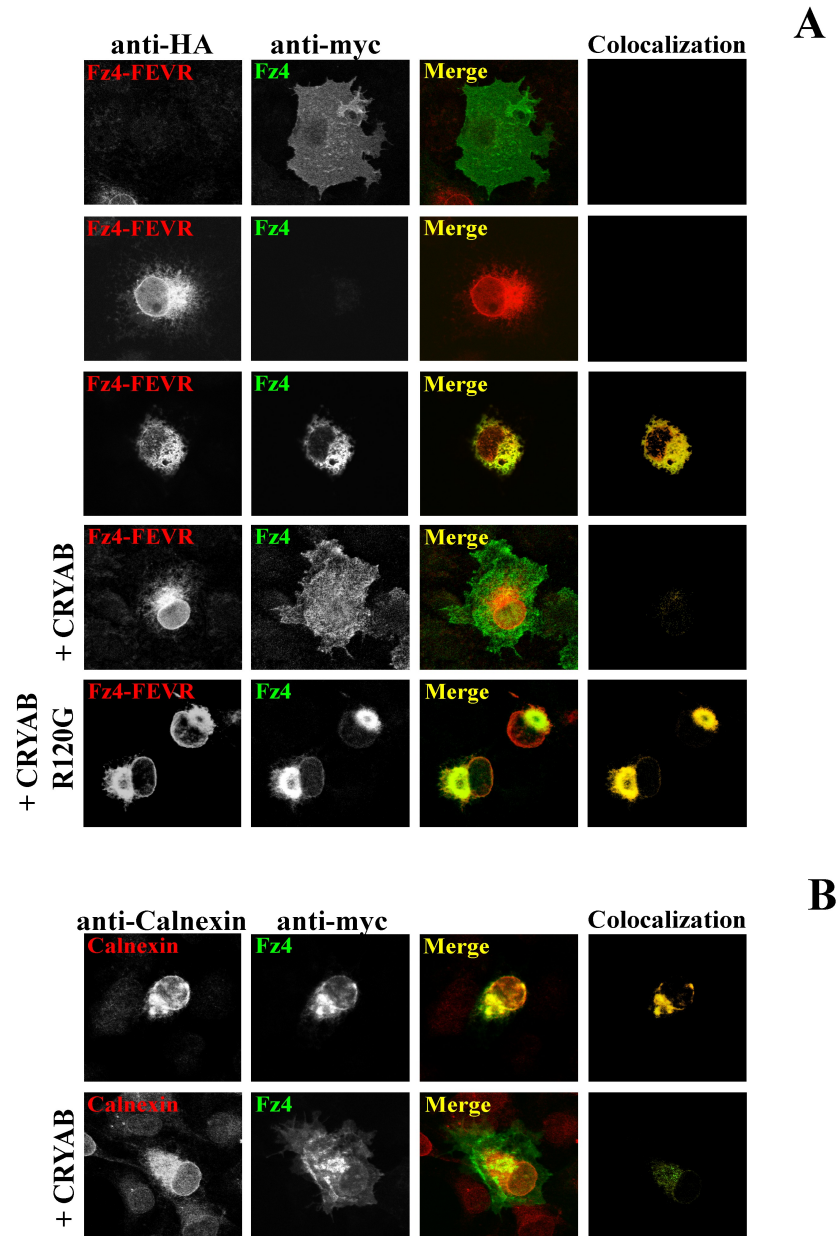 A
anti-HA anti-myc Colocalization
Fz4-FEVR Fz4 Merge
Fz4-FEVR Fz4 Merge
Fz4-FEVR Fz4 Merge
+ CRYAB
Fz4-FEVR Fz4 Merge
+ CRYAB
R120G
Fz4-FEVR Fz4 Merge
B
anti-Calnexin anti-myc Colocalization
Calnexin Fz4 Merge
+ CRYAB
Calnexin Fz4 Merge